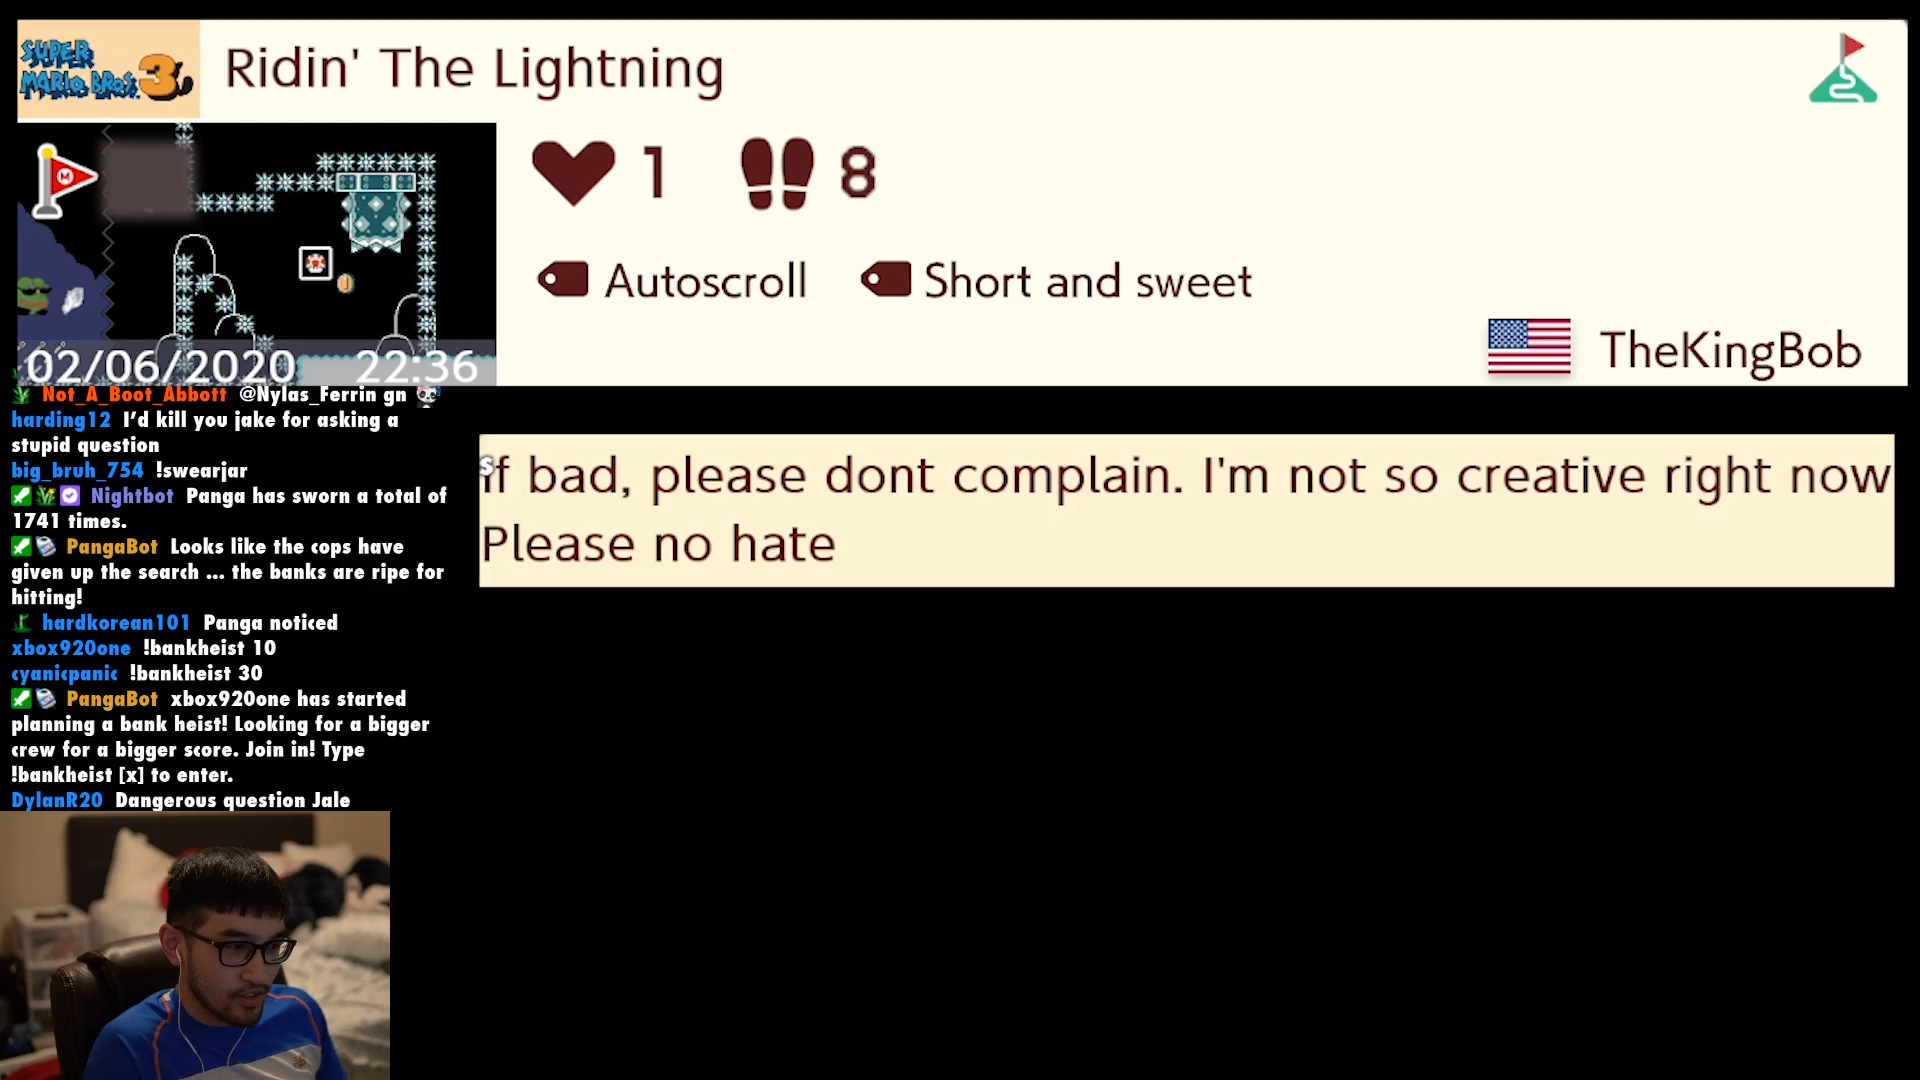 SUPER
MARIO BROS. 3
Ridin' The Lightning
M
1
8
Autoscroll
Short and sweet
02/06/2020 22:36
TheKingBob
Not_A_Boot_Abbott @Nylas_Ferrin gn
harding12 I'd kill you jake for asking a
stupid question
big_bruh_754 !swearjar
Nightbot Panga has sworn a total of
1741 times.
PangaBot Looks like the cops have
given up the search ... the banks are ripe for
hitting!
hardkorean101 Panga noticed
xbox920one !bankheist 10
cyanicpanic !bankheist 30
PangaBot xbox920one has started
planning a bank heist! Looking for a bigger
crew for a bigger score. Join in! Type
!bankheist [x] to enter.
DylanR20 Dangerous question Jale
If bad, please dont complain. I'm not so creative right now
Please no hate